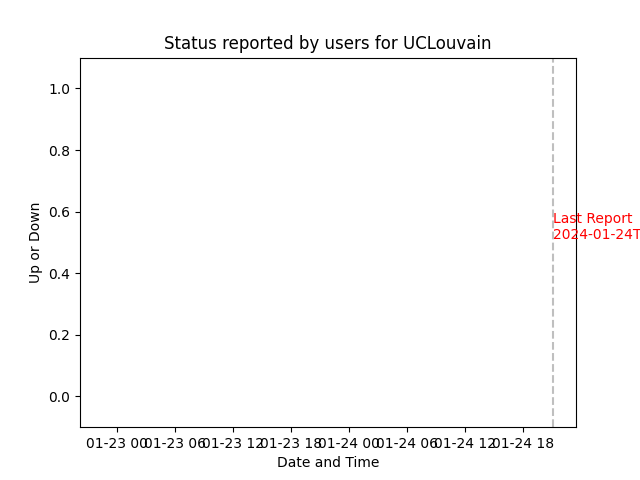 Status reported by users for UCLouvain
1.0
0.8
0.6
0.4
0.2
0.0
Up or Down
Last Report
2024-01-24T
01-23 00 01-23 06 01-23 12 01-23 18 01-24 00 01-24 06 01-24 12 01-24 18
Date and Time